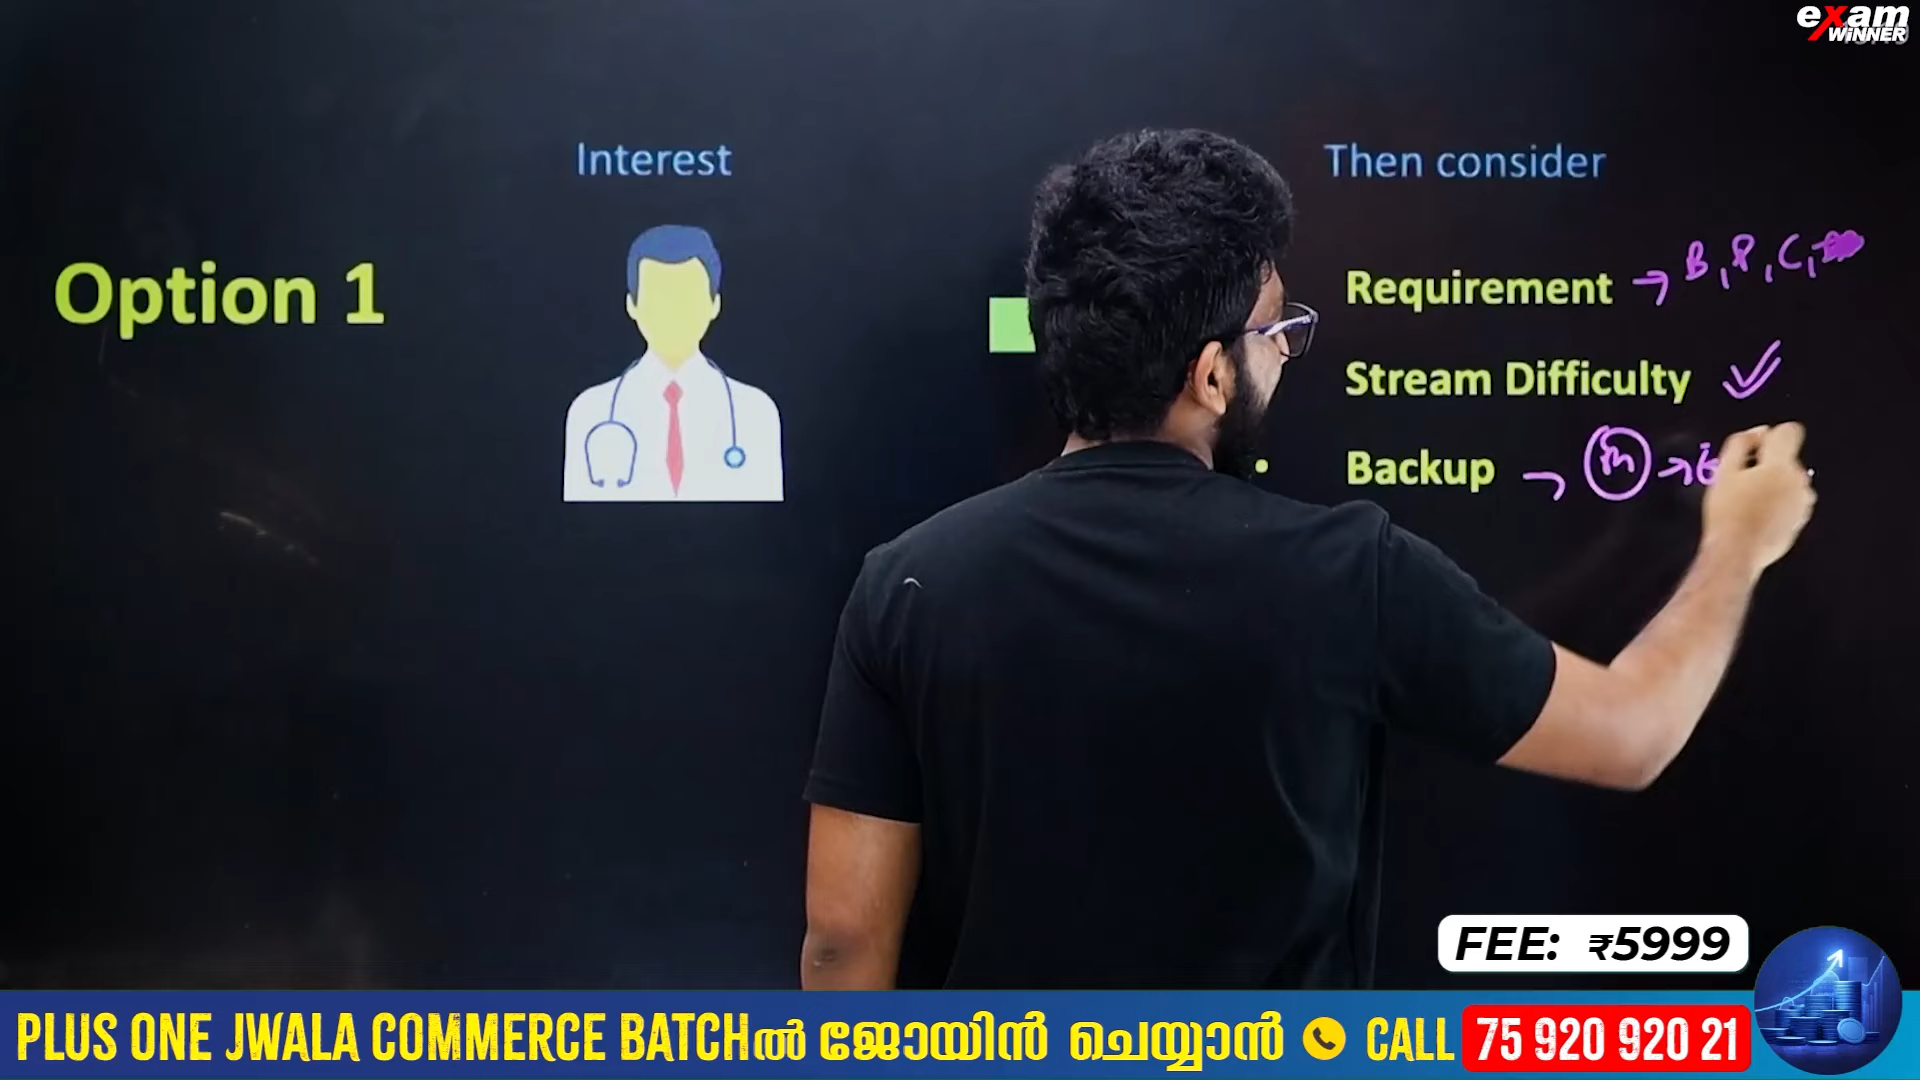 exam
WINNER
Interest
Then consider
Option 1
Requirement → B, P, C,
Stream Difficulty
Backup →
FEE: ₹5999
PLUS ONE JWALA COMMERCE BATCHൽ ജോയിൻ ചെയ്യാൻ CALL 75 920 920 21